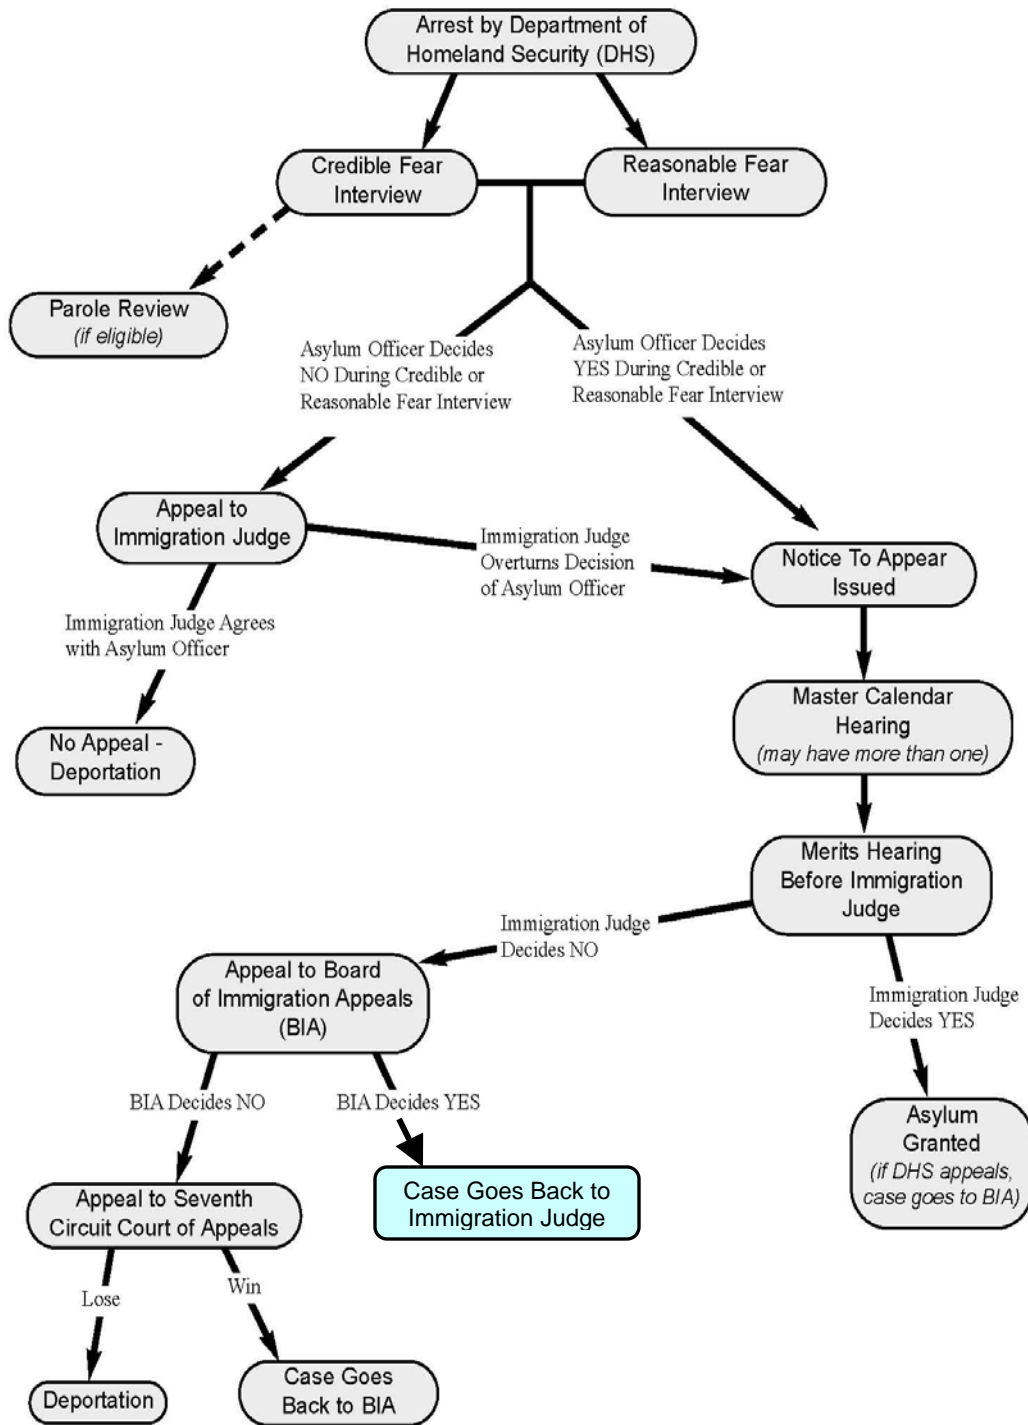 Arrest by Department of
Homeland Security (DHS)
Credible Fear
Interview
Reasonable Fear
Interview
Parole Review
(if eligible)
Asylum Officer Decides
NO During Credible or
Reasonable Fear Interview
Asylum Officer Decides
YES During Credible or
Reasonable Fear Interview
Appeal to
Immigration Judge
Immigration Judge
Overturns Decision
of Asylum Officer
Notice To Appear
Issued
Immigration Judge Agrees
with Asylum Officer
No Appeal -
Deportation
Master Calendar
Hearing
(may have more than one)
Merits Hearing
Before Immigration
Judge
Immigration Judge
Decides NO
Appeal to Board
of Immigration Appeals
(BIA)
Immigration Judge
Decides YES
BIA Decides NO
BIA Decides YES
Asylum
Granted
(if DHS appeals,
case goes to BIA)
Case Goes Back to
Immigration Judge
Appeal to Seventh
Circuit Court of Appeals
Lose
Win
Deportation
Case Goes
Back to BIA